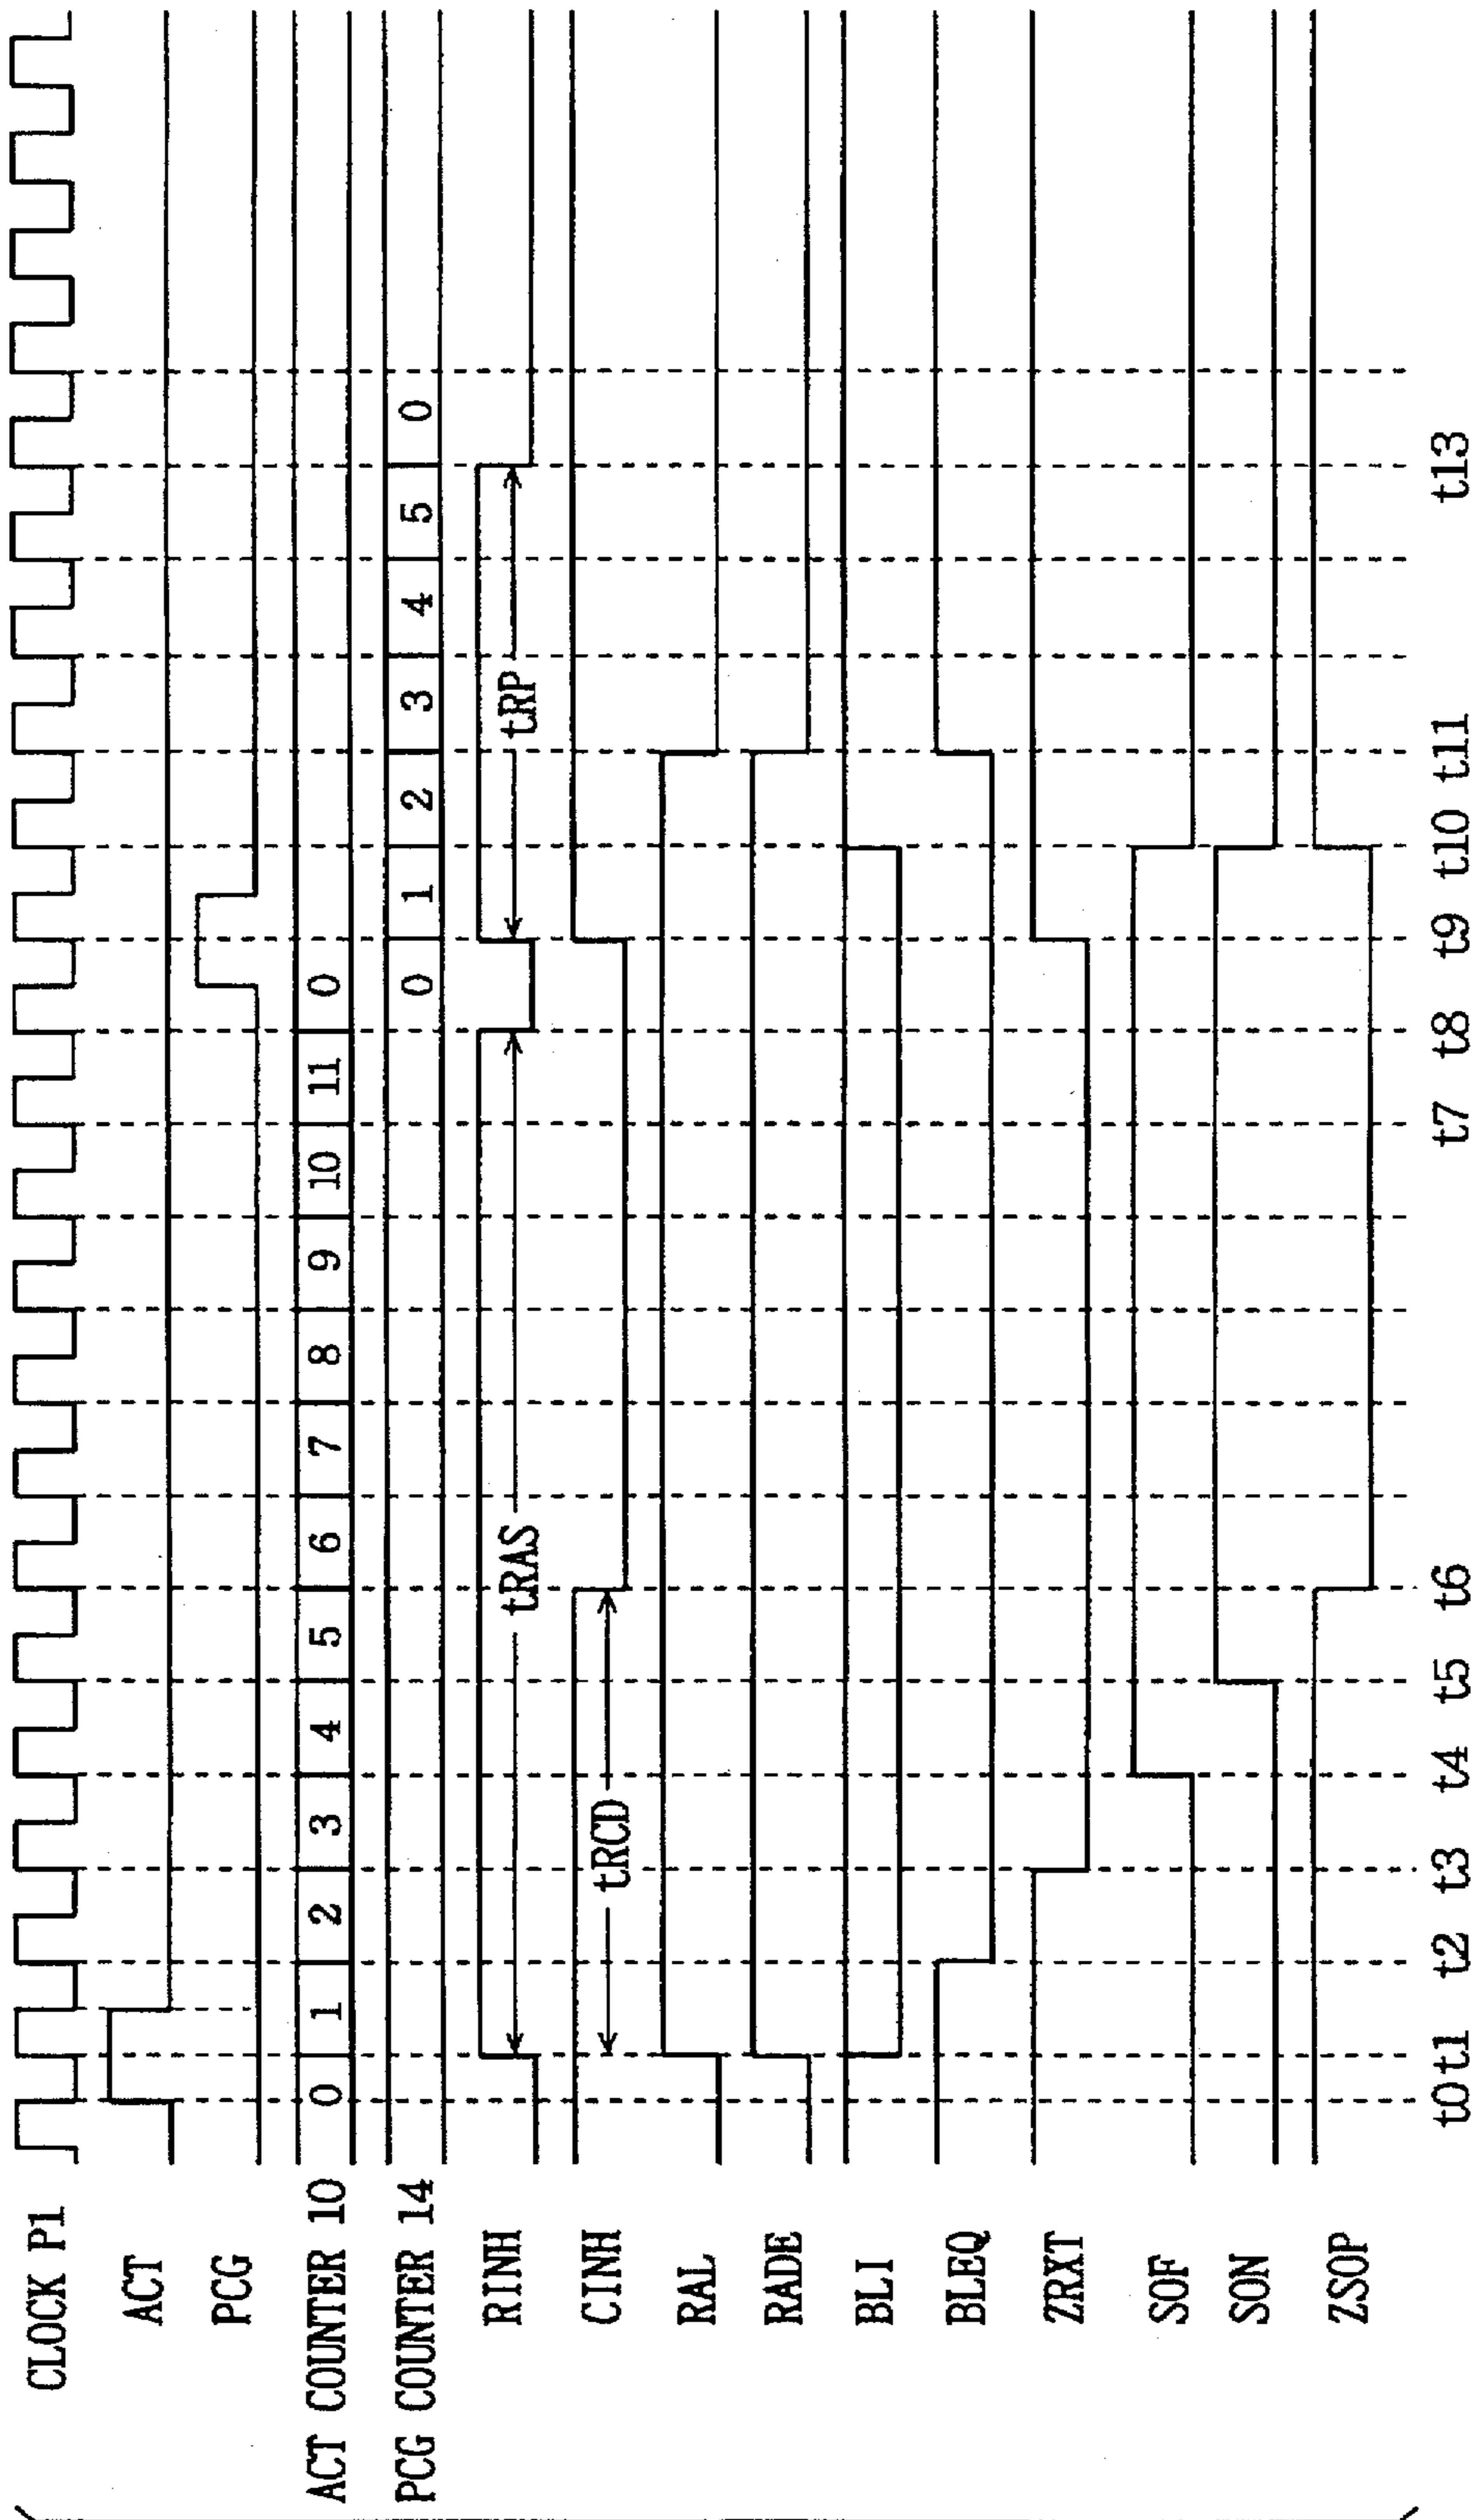 CLOCK P1
ACT
PCG
ACT COUNTER 10
0 1 2 3 4 5 6 7 8 9 10 11 0
PCG COUNTER 14
0 1 2 3 4 5 0
RINH
tRAS
tRP
CINH
tRCD
RAL
RADE
BLI
BLEQ
ZRXT
SOF
SON
ZSOP
t0 t1 t2 t3 t4 t5 t6 t7 t8 t9 t10 t11 t13